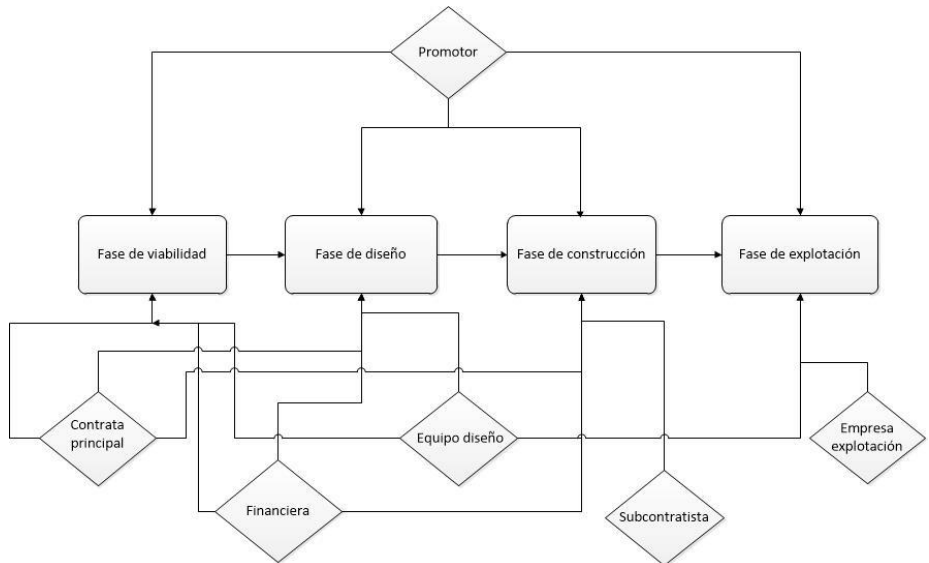 Promotor
Fase de viabilidad
Fase de diseño
Fase de construcción
Fase de explotación
Contrata
principal
Equipo diseño
Empresa
explotación
Financiera
Subcontratista